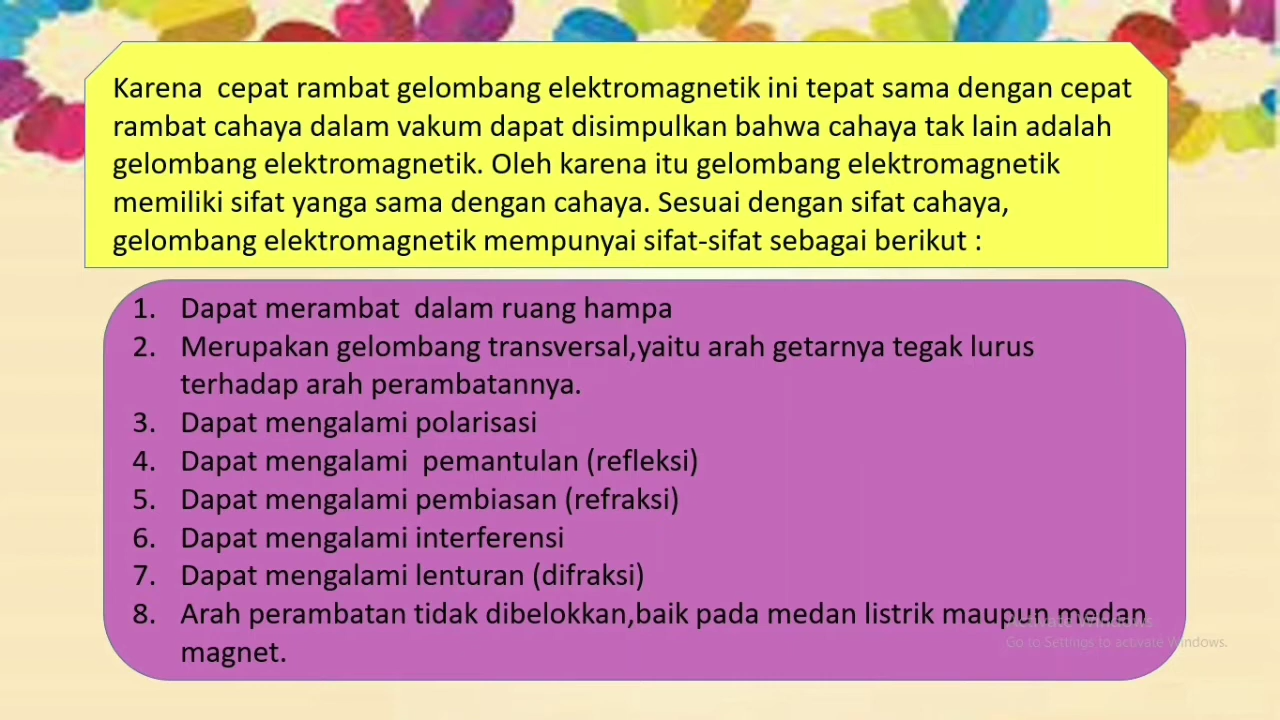 Karena  cepat rambat gelombang elektromagnetik ini tepat sama dengan cepat
rambat cahaya dalam vakum dapat disimpulkan bahwa cahaya tak lain adalah
gelombang elektromagnetik. Oleh karena itu gelombang elektromagnetik
memiliki sifat yanga sama dengan cahaya. Sesuai dengan sifat cahaya,
gelombang elektromagnetik mempunyai sifat-sifat sebagai berikut :
1. Dapat merambat  dalam ruang hampa
2. Merupakan gelombang transversal,yaitu arah getarnya tegak lurus
terhadap arah perambatannya.
3. Dapat mengalami polarisasi
4. Dapat mengalami  pemantulan (refleksi)
5. Dapat mengalami pembiasan (refraksi)
6. Dapat mengalami interferensi
7. Dapat mengalami lenturan (difraksi)
8. Arah perambatan tidak dibelokkan,baik pada medan listrik maupun medan
magnet.
Activate Windows
Go to Settings to activate Windows.